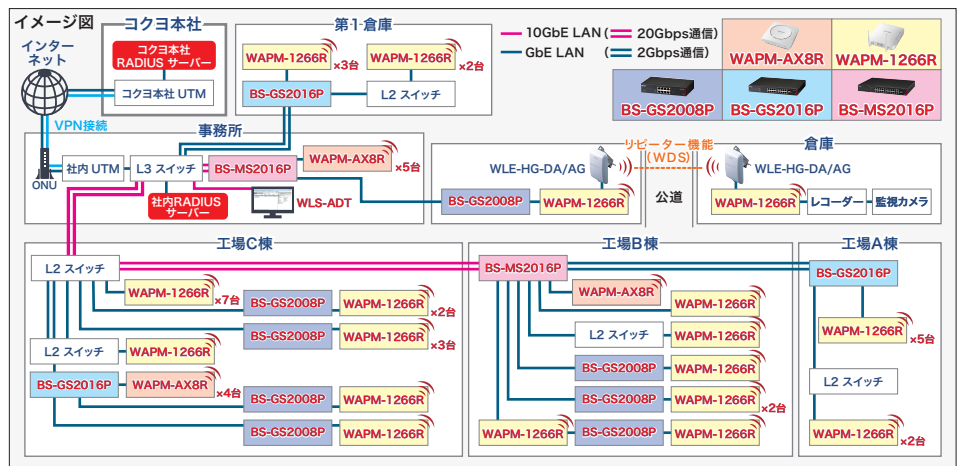 イメージ図
コクヨ本社
コクヨ本社
RADIUS サーバー
コクヨ本社 UTM
インター
ネット
VPN接続
ONU
第1倉庫
WAPM-1266R
×3台
WAPM-1266R
×2台
BS-GS2016P
L2 スイッチ
10GbE LAN
20Gbps通信
GbE LAN
2Gbps通信
WAPM-AX8R
WAPM-1266R
BS-GS2008P
BS-GS2016P
BS-MS2016P
事務所
社内 UTM
L3 スイッチ
BS-MS2016P
WAPM-AX8R
×5台
社内RADIUS
サーバー
WLS-ADT
リピーター機能
(WDS)
WLE-HG-DA/AG
BS-GS2008P
WAPM-1266R
公道
倉庫
WLE-HG-DA/AG
WAPM-1266R
レコーダー
監視カメラ
工場C棟
L2 スイッチ
WAPM-1266R
×7台
BS-GS2008P
WAPM-1266R
×2台
BS-GS2008P
WAPM-1266R
×3台
L2 スイッチ
WAPM-1266R
BS-GS2016P
WAPM-AX8R
×4台
BS-GS2008P
WAPM-1266R
BS-GS2008P
WAPM-1266R
工場B棟
BS-MS2016P
WAPM-AX8R
WAPM-1266R
L2 スイッチ
WAPM-1266R
BS-GS2008P
WAPM-1266R
BS-GS2008P
WAPM-1266R
×2台
WAPM-1266R
BS-GS2008P
WAPM-1266R
工場A棟
BS-GS2016P
WAPM-1266R
×5台
L2 スイッチ
WAPM-1266R
×2台